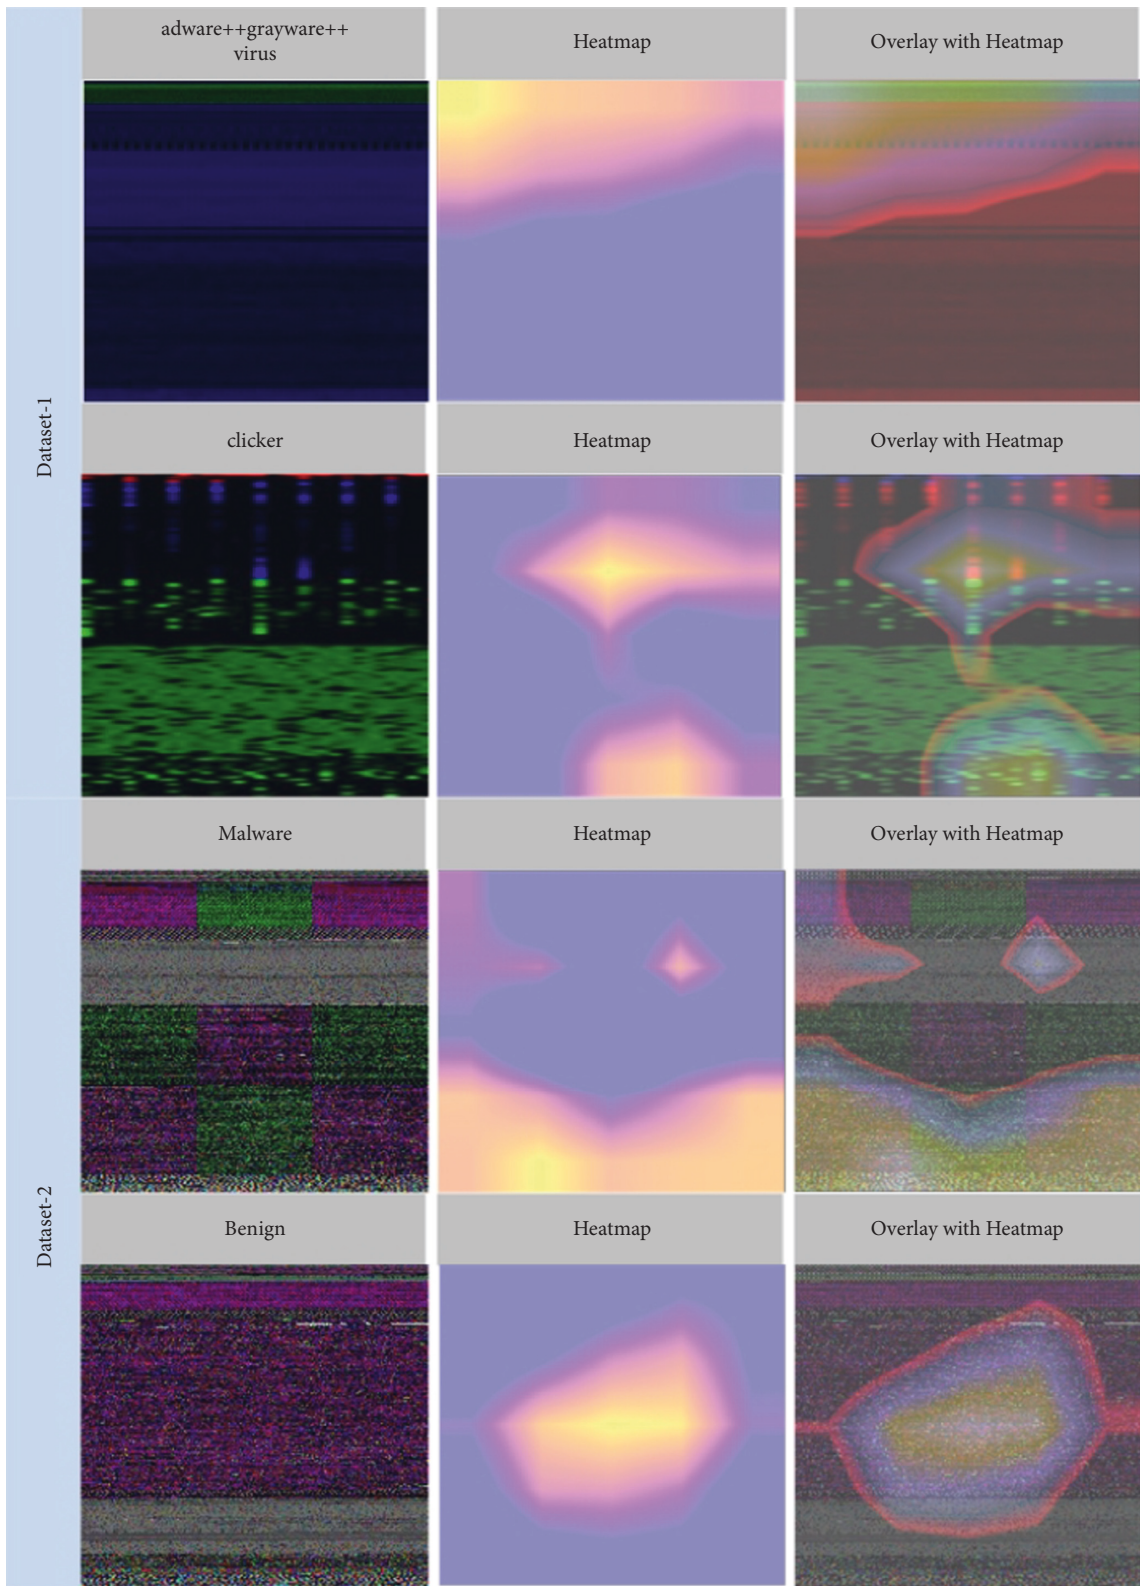 Dataset-1
adware++grayware++
virus
Heatmap
Overlay with Heatmap
clicker
Heatmap
Overlay with Heatmap
Dataset-2
Malware
Heatmap
Overlay with Heatmap
Benign
Heatmap
Overlay with Heatmap